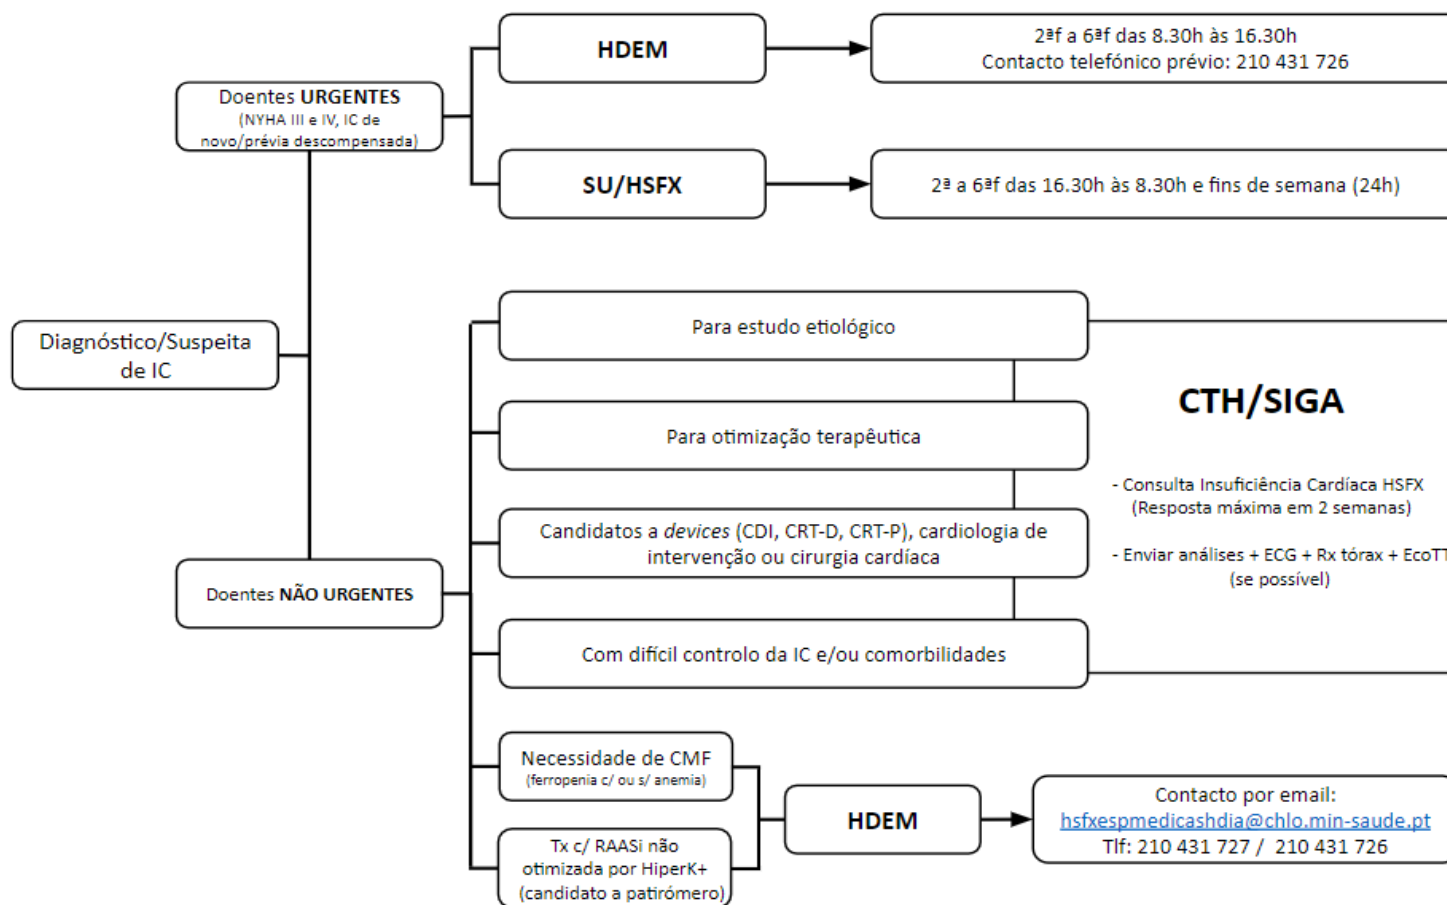 Diagnóstico/Suspeita
de IC
Doentes URGENTES
(NYHA III e IV, IC de
novo/prévia descompensada)
HDEM
2ªf a 6ªf das 8.30h às 16.30h
Contacto telefónico prévio: 210 431 726
SU/HSFX
2ª a 6ªf das 16.30h às 8.30h e fins de semana (24h)
Doentes NÃO URGENTES
Para estudo etiológico
Para otimização terapêutica
Candidatos a devices (CDI, CRT-D, CRT-P), cardiologia de
intervenção ou cirurgia cardíaca
Com difícil controlo da IC e/ou comorbilidades
CTH/SIGA
- Consulta Insuficiência Cardíaca HSFX
(Resposta máxima em 2 semanas)
- Enviar análises + ECG + Rx tórax + EcoTT
(se possível)
Necessidade de CMF
(ferropenia c/ ou s/ anemia)
Tx c/ RAASi não
otimizada por HiperK+
(candidato a patirómero)
HDEM
Contacto por email:
hsfxespmedicashdia@chlo.min-saude.pt
Tlf: 210 431 727 / 210 431 726